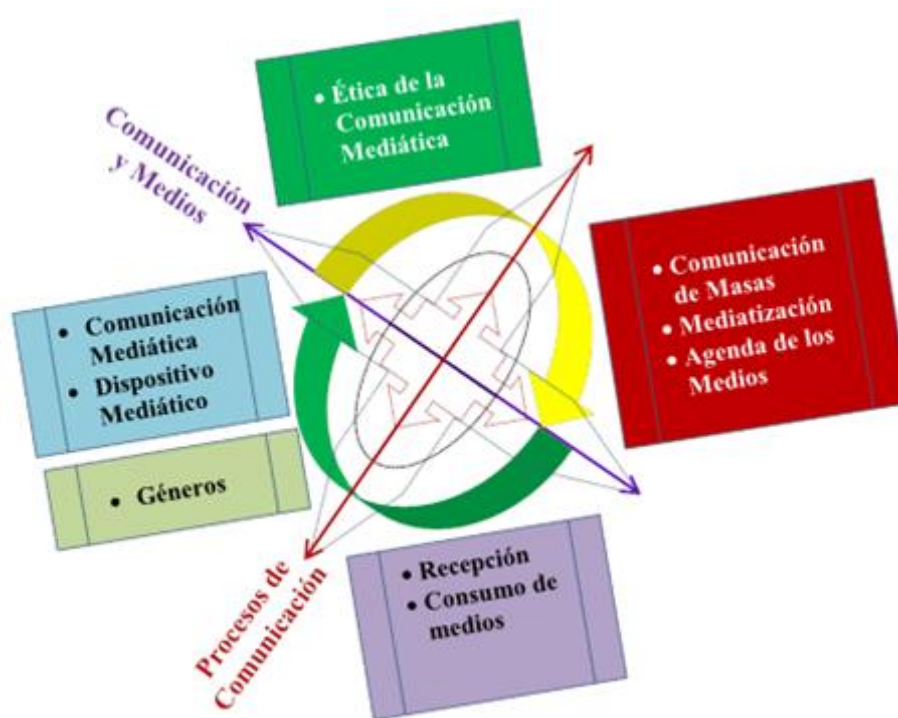 • Ética de la
Comunicación
Mediática
Comunicación
y Medios
• Comunicación
de Masas
• Mediatización
• Agenda de los
Medios
• Comunicación
Mediática
• Dispositivo
Mediático
• Géneros
• Recepción
• Consumo de
medios
Procesos de
Comunicación